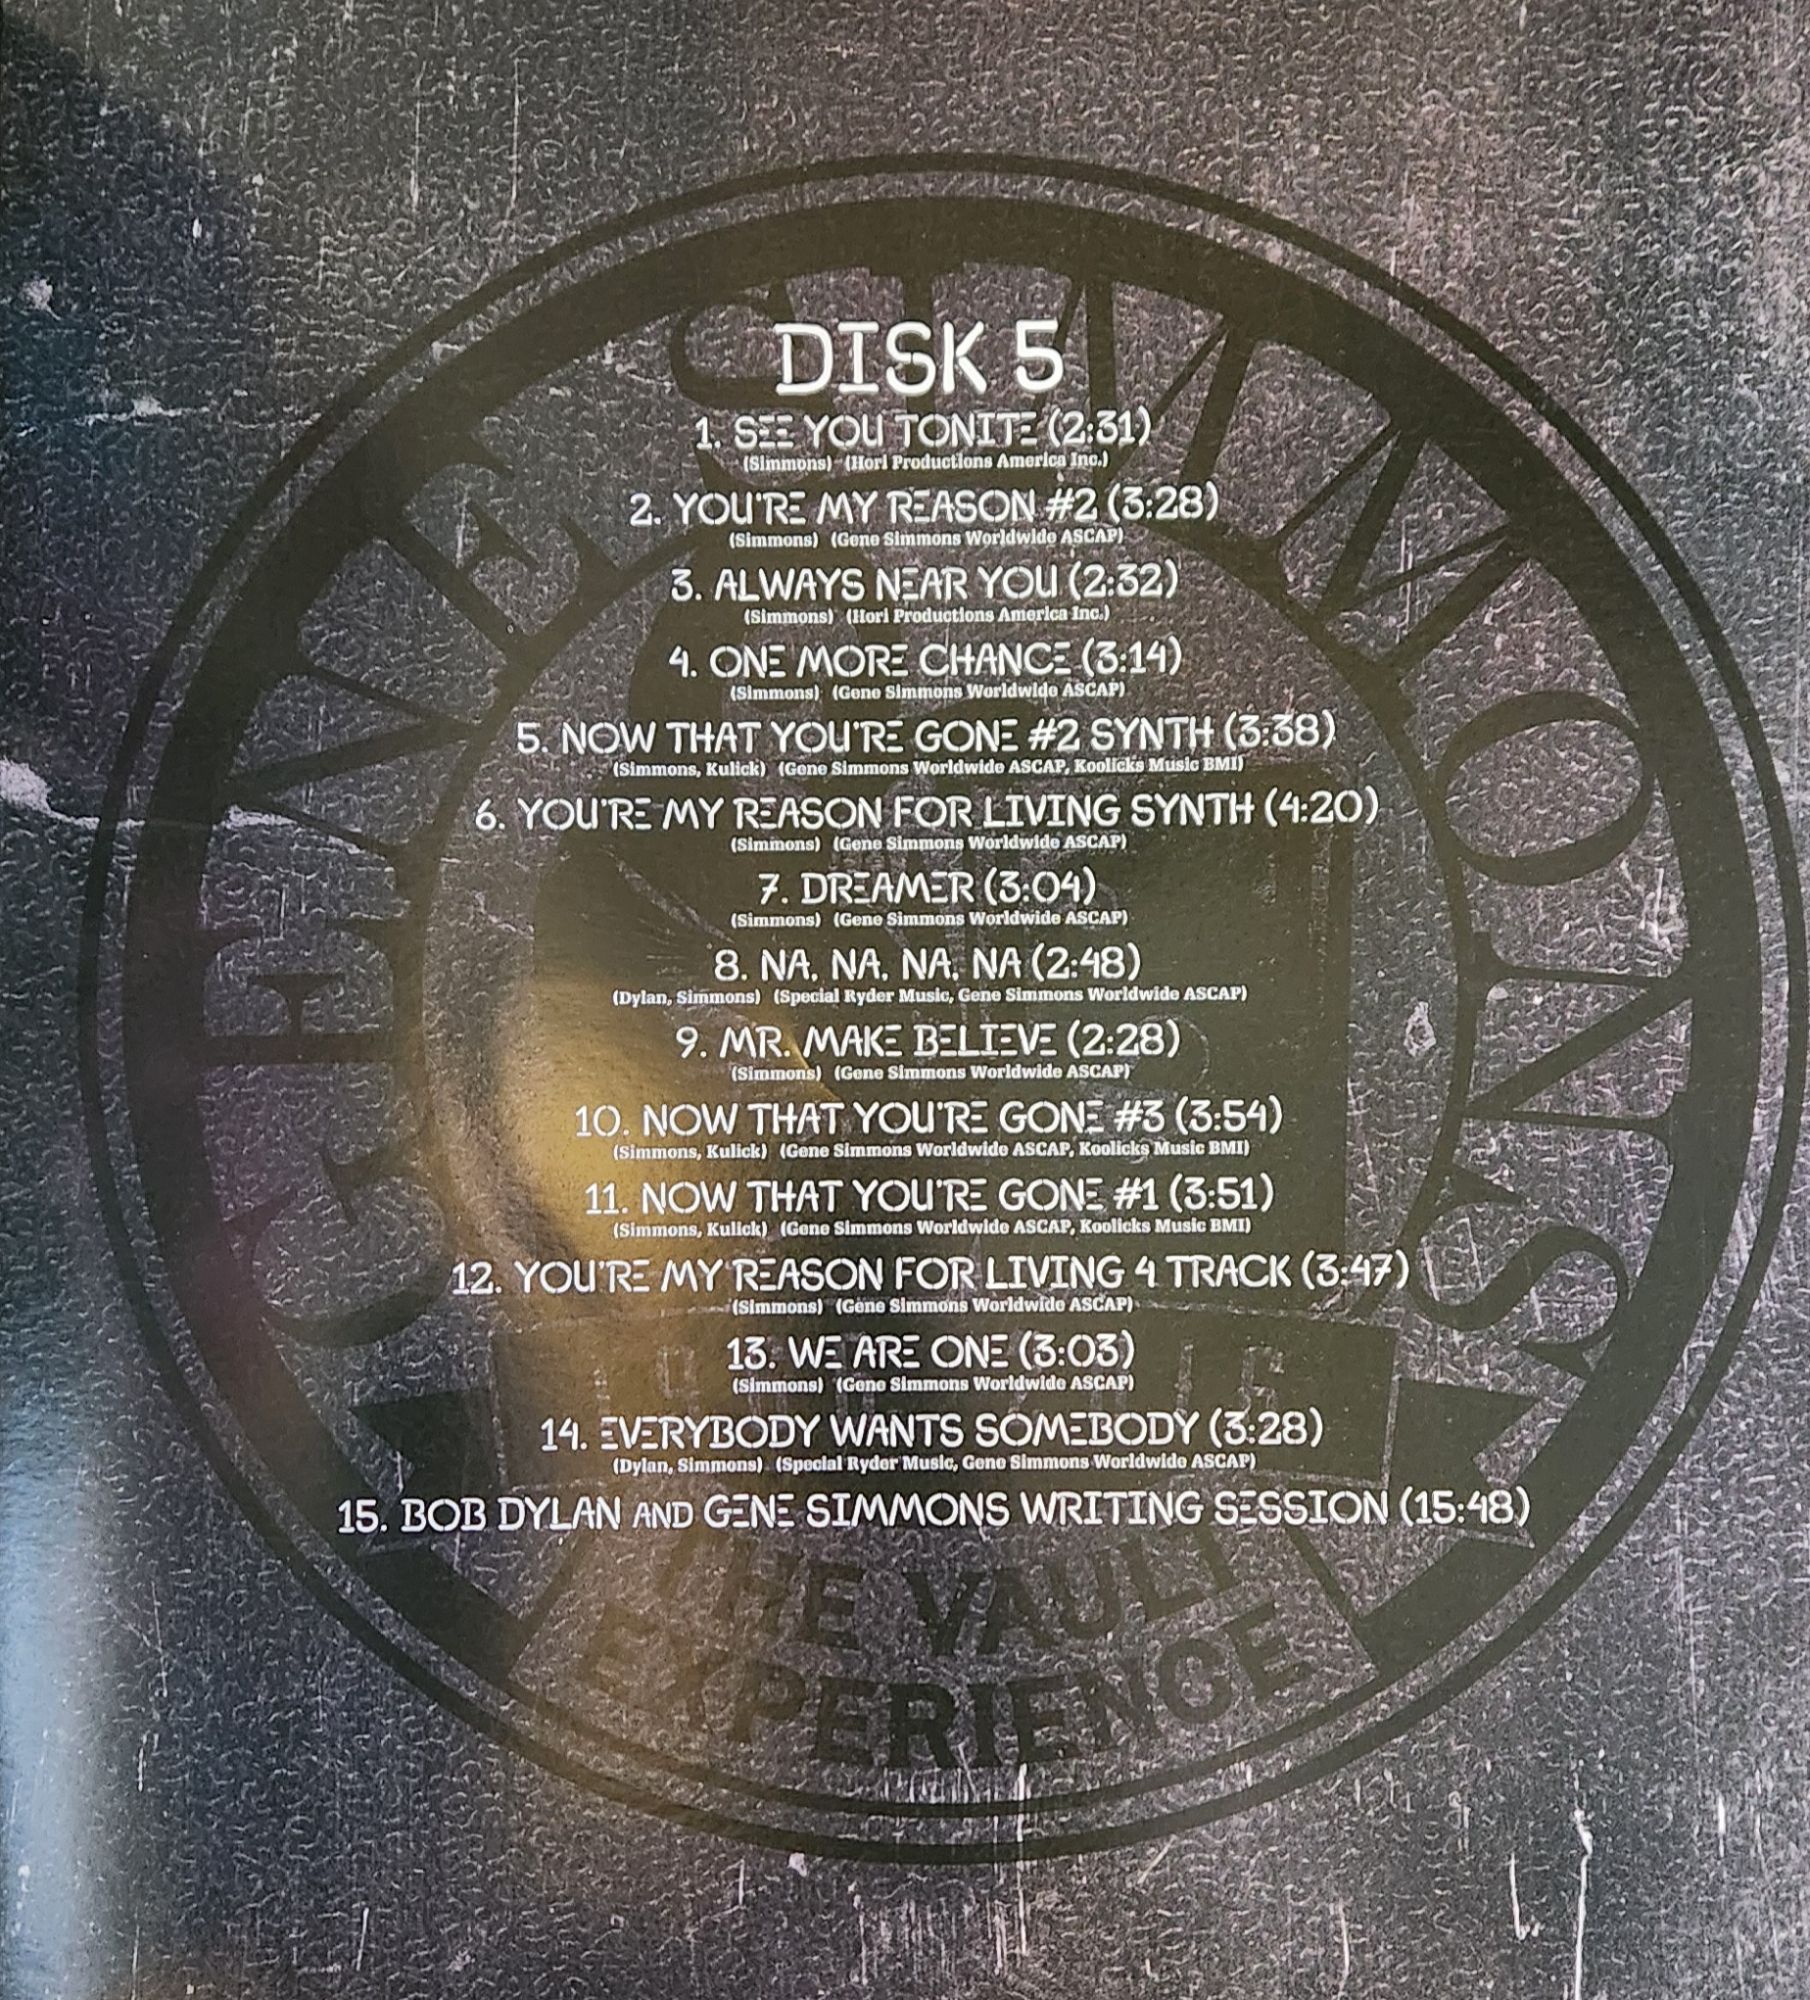 GENE SIMMONS
DISK 5
1. SEE YOU TONITE (2:31)
(Simmons) (Hori Productions America Inc.)
2. YOU'RE MY REASON #2 (3:28)
(Simmons) (Gene Simmons Worldwide ASCAP)
3. ALWAYS NEAR YOU (2:32)
(Simmons) (Hori Productions America Inc.)
4. ONE MORE CHANCE (3:14)
(Simmons) (Gene Simmons Worldwide ASCAP)
5. NOW THAT YOU'RE GONE #2 SYNTH (3:38)
(Simmons, Kulick) (Gene Simmons Worldwide ASCAP, Koolicks Music BMI)
6. YOU'RE MY REASON FOR LIVING SYNTH (4:20)
(Simmons) (Gene Simmons Worldwide ASCAP)
7. DREAMER (3:04)
(Simmons) (Gene Simmons Worldwide ASCAP)
8. NA, NA, NA, NA (2:48)
(Dylan, Simmons) (Special Ryder Music, Gene Simmons Worldwide ASCAP)
9. MR. MAKE BELIEVE (2:28)
(Simmons) (Gene Simmons Worldwide ASCAP)
10. NOW THAT YOU'RE GONE #3 (3:54)
(Simmons, Kulick) (Gene Simmons Worldwide ASCAP, Koolicks Music BMI)
11. NOW THAT YOU'RE GONE #1 (3:51)
(Simmons, Kulick) (Gene Simmons Worldwide ASCAP, Koolicks Music BMI)
12. YOU'RE MY REASON FOR LIVING 4 TRACK (3:47)
(Simmons) (Gene Simmons Worldwide ASCAP)
13. WE ARE ONE (3:03)
(Simmons) (Gene Simmons Worldwide ASCAP)
14. EVERYBODY WANTS SOMEBODY (3:28)
(Dylan, Simmons) (Special Ryder Music, Gene Simmons Worldwide ASCAP)
15. BOB DYLAN AND GENE SIMMONS WRITING SESSION (15:48)
THE VAULT
EXPERIENCE